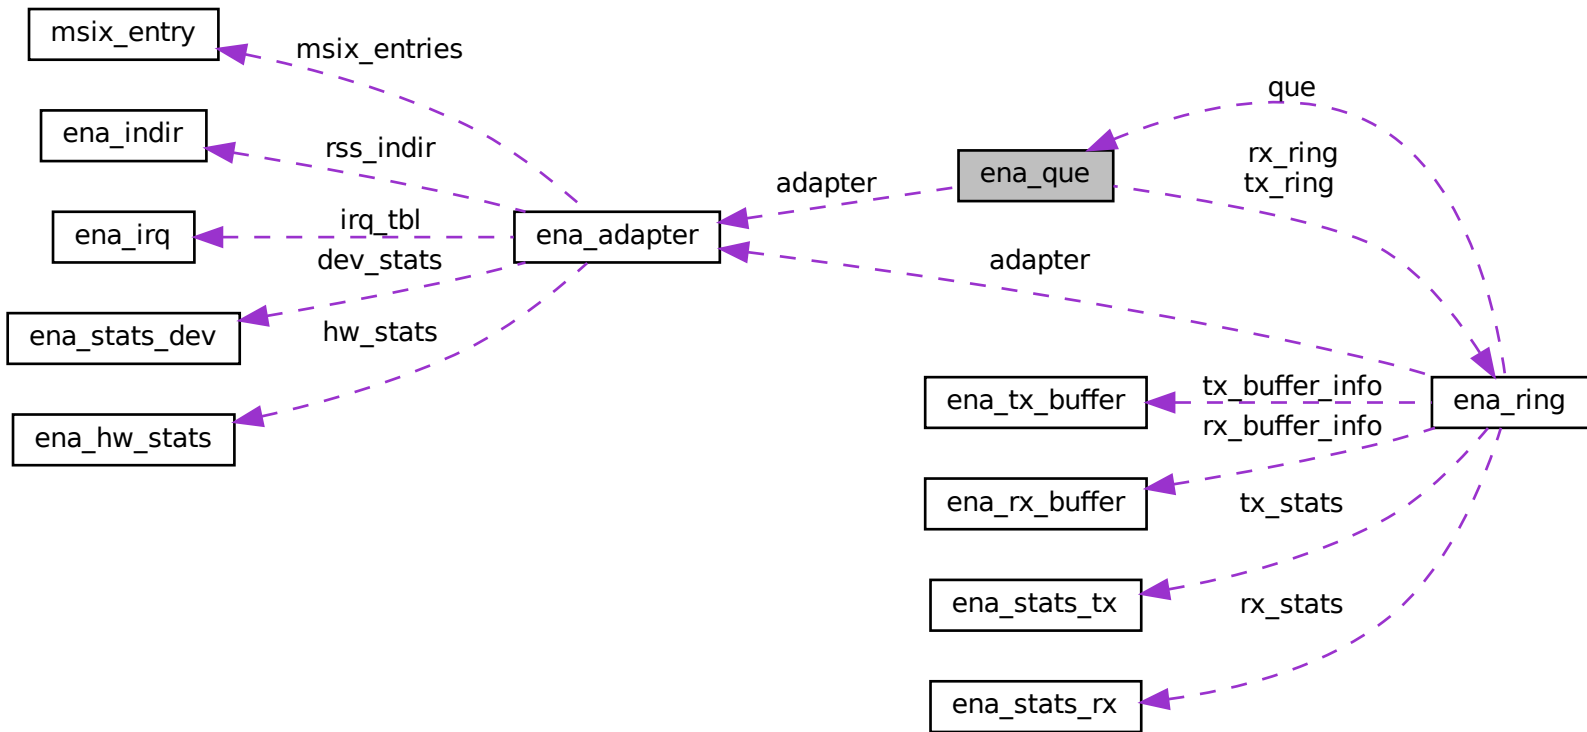 msix_entry
msix_entries
que
ena_indir
rss_indir
rx_ring
tx_ring
ena_que
adapter
irq_tbl
ena_irq
ena_adapter
dev_stats
adapter
ena_stats_dev
hw_stats
ena_tx_buffer
tx_buffer_info
ena_ring
rx_buffer_info
ena_hw_stats
ena_rx_buffer
tx_stats
ena_stats_tx
rx_stats
ena_stats_rx